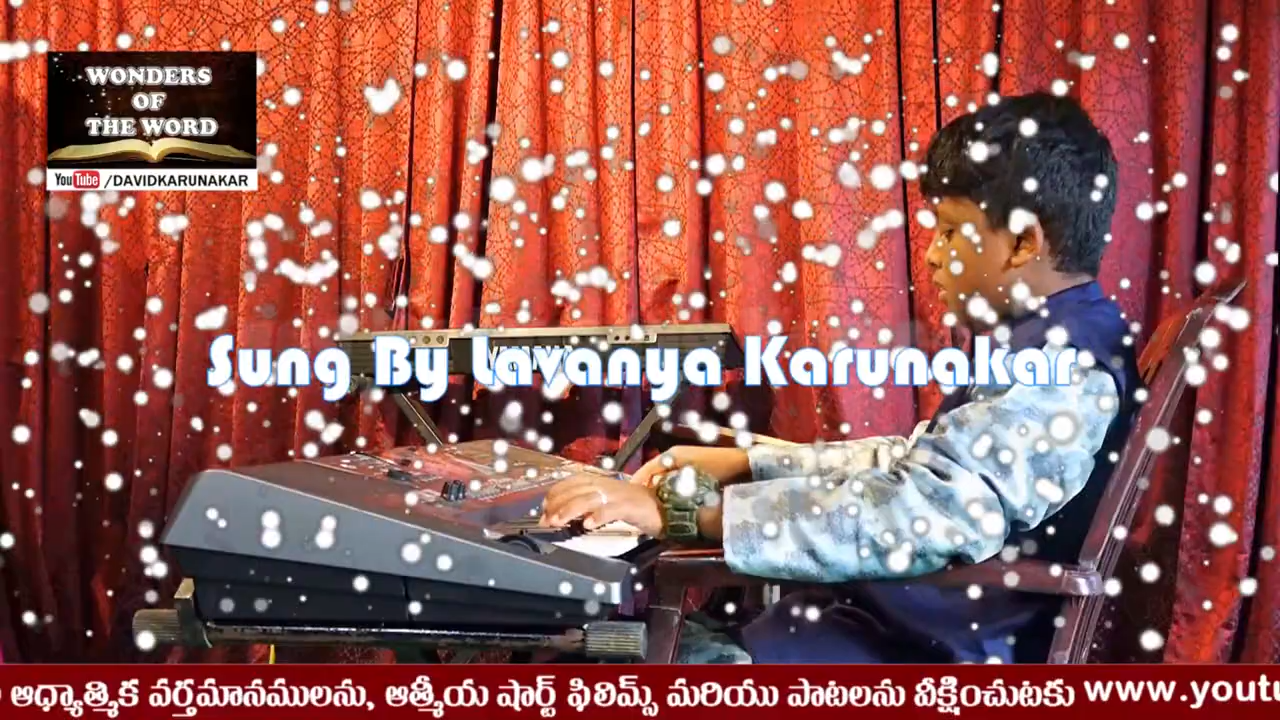 WONDERS
OF
THE WORD
YouTube /DAVIDKARUNAKAR
Sung By Lavanya Karunakar
ఆధ్యాత్మిక వర్తమానములను, ఆత్మీయ షార్ట్ ఫిలిమ్స్ మరియు పాటలను వీక్షించుటకు www.youtu